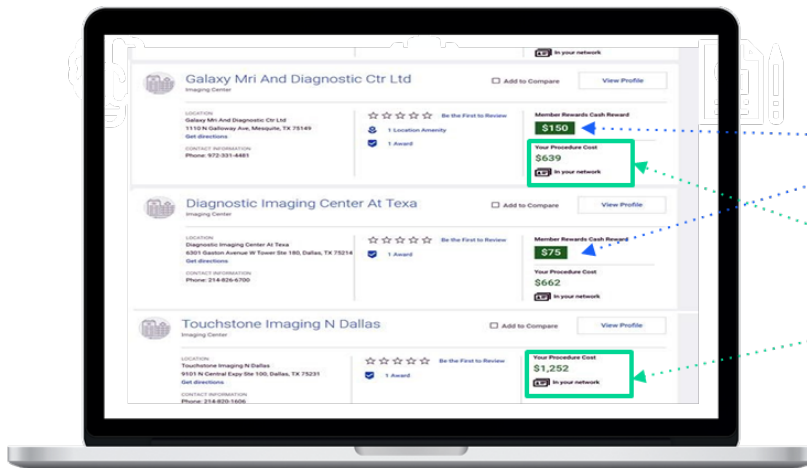 In your network
Galaxy Mri And Diagnostic Ctr Ltd
Imaging Center
Add to Compare
View Profile
LOCATION
Galaxy Mri And Diagnostic Ctr Ltd
1110 N Galloway Ave, Mesquite, TX 75149
Get directions
CONTACT INFORMATION
Phone: 972-331-4481
Be the First to Review
1 Location Amenity
1 Award
Member Rewards Cash Reward
$150
Your Procedure Cost
$639
In your network
Diagnostic Imaging Center At Texa
Imaging Center
Add to Compare
View Profile
LOCATION
Diagnostic Imaging Center At Texa
6301 Gaston Avenue W Tower Ste 180, Dallas, TX 75214
Get directions
CONTACT INFORMATION
Phone: 214-826-6700
Be the First to Review
1 Award
Member Rewards Cash Reward
$75
Your Procedure Cost
$662
In your network
Touchstone Imaging N Dallas
Imaging Center
Add to Compare
View Profile
LOCATION
Touchstone Imaging N Dallas
9101 N Central Expy Ste 100, Dallas, TX 75231
Get directions
CONTACT INFORMATION
Phone: 214-820-1606
Be the First to Review
1 Award
Your Procedure Cost
$1,252
In your network